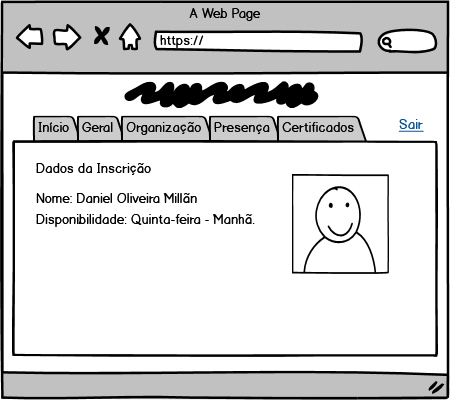 A Web Page
https://
Início Geral Organização Presença Certificados Sair
Dados da Inscrição
Nome: Daniel Oliveira Millãn
Disponibilidade: Quinta-feira - Manhã.